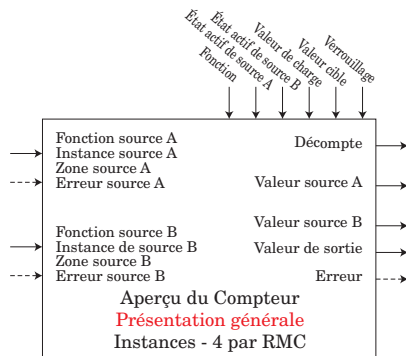 Fonction
État actif de source A
État actif de source B
Valeur de charge
Valeur cible
Verrouillage
Fonction source A
Instance source A
Zone source A
Erreur source A
Fonction source B
Instance de source B
Zone source B
Erreur source B
Décompte
Valeur source A
Valeur source B
Valeur de sortie
Erreur
Aperçu du Compteur
Présentation générale
Instances - 4 par RMC